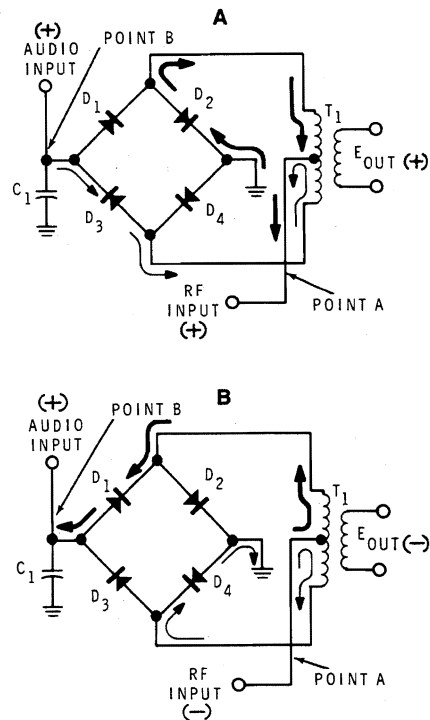 A
(+)
AUDIO
INPUT
POINT B
D1
D2
T1
EOUT (+)
C1
D3
D4
RF
INPUT
(+)
POINT A
B
(+)
AUDIO
INPUT
POINT B
D1
D2
T1
EOUT (−)
C1
D3
D4
RF
INPUT
(−)
POINT A